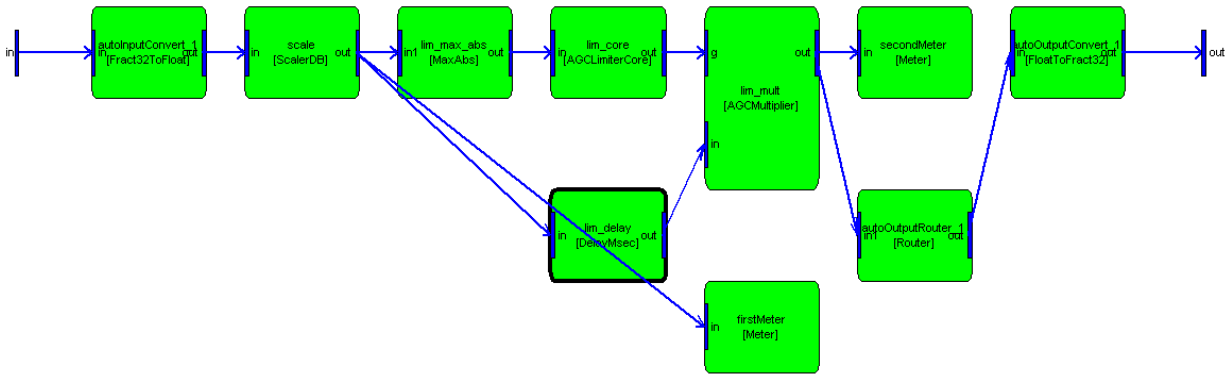 in
autoInputConvert_1
in out
[Fract32ToFloat]
scale
in out
[ScalerDB]
lim_max_abs
in1 out
[MaxAbs]
lim_core
in out
[AGCLimiterCore]
g out
lim_mult
[AGCMultiplier]
in
secondMeter
in
[Meter]
autoOutputConvert_1
in out
[FloatToFract32]
out
lim_delay
in out
[DelayMsec]
autoOutputRouter_1
in1 out
[Router]
firstMeter
in
[Meter]